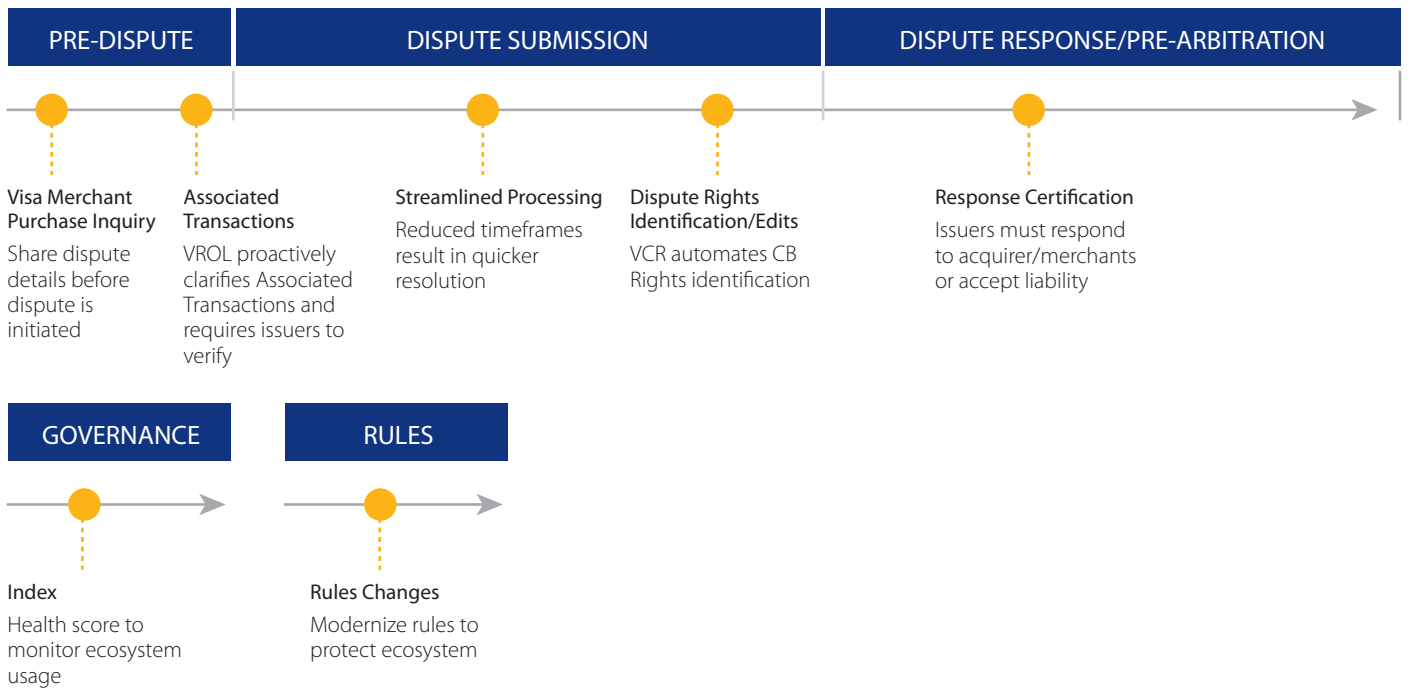 PRE-DISPUTE
DISPUTE SUBMISSION
DISPUTE RESPONSE/PRE-ARBITRATION
Visa Merchant
Purchase Inquiry
Share dispute
details before
dispute is
initiated
Associated
Transactions
VROL proactively
clarifies Associated
Transactions and
requires issuers to
verify
Streamlined Processing
Reduced timeframes
result in quicker
resolution
Dispute Rights
Identification/Edits
VCR automates CB
Rights identification
Response Certification
Issuers must respond
to acquirer/merchants
or accept liability
GOVERNANCE
RULES
Index
Health score to
monitor ecosystem
usage
Rules Changes
Modernize rules to
protect ecosystem